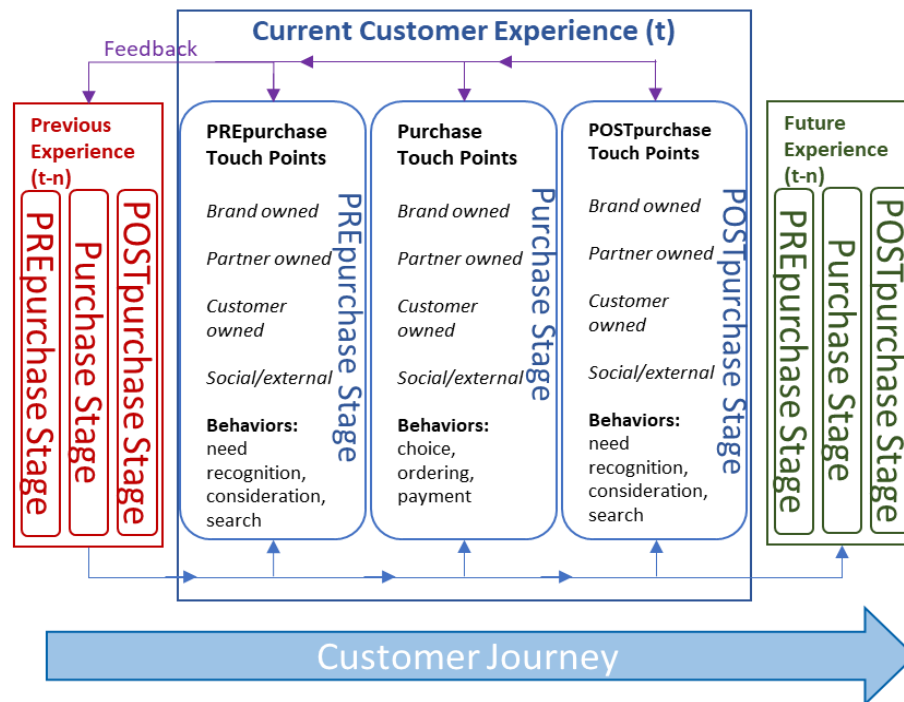 Current Customer Experience (t)
Feedback
Previous
Experience
(t-n)
PREpurchase Stage
Purchase Stage
POSTpurchase Stage
PREpurchase
Touch Points
Brand owned
Partner owned
Customer
owned
Social/external
Behaviors:
need
recognition,
consideration,
search
PREpurchase Stage
Purchase
Touch Points
Brand owned
Partner owned
Customer
owned
Social/external
Behaviors:
choice,
ordering,
payment
Purchase Stage
POSTpurchase
Touch Points
Brand owned
Partner owned
Customer
owned
Social/external
Behaviors:
need
recognition,
consideration,
search
POSTpurchase Stage
Future
Experience
(t-n)
PREpurchase Stage
Purchase Stage
POSTpurchase Stage
Customer Journey